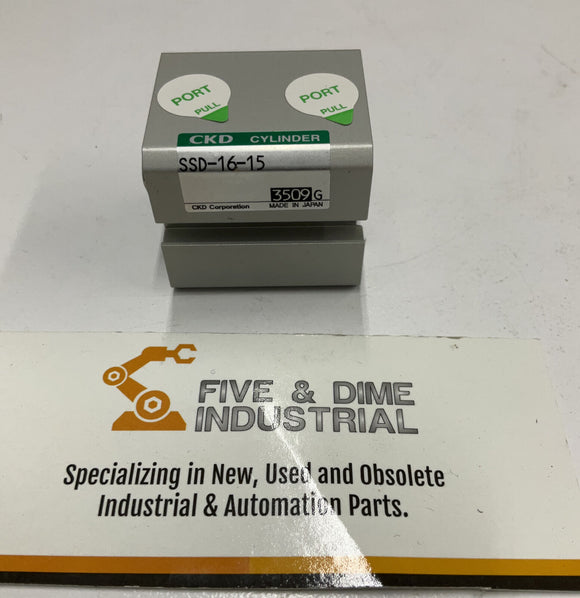 PORT
PULL
PORT
PULL
CKD CYLINDER
SSD-16-15
3509 G
CKD Corporation MADE IN JAPAN
FIVE & DIME
INDUSTRIAL
Specializing in New, Used and Obsolete
Industrial & Automation Parts.